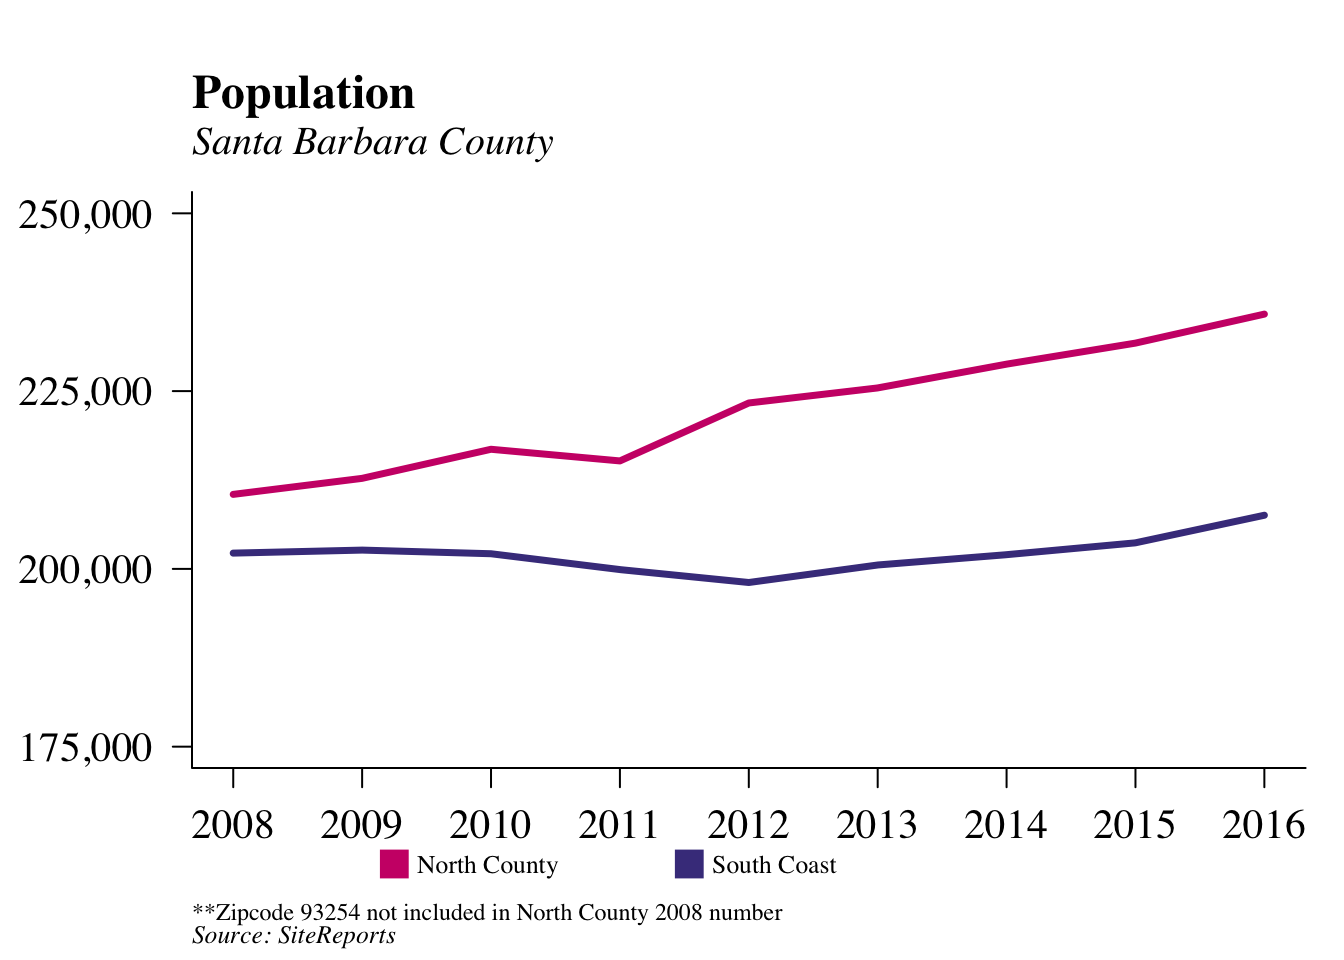 Population
Santa Barbara County
250,000
225,000
200,000
175,000
2008 2009 2010 2011 2012 2013 2014 2015 2016
North County South Coast
**Zipcode 93254 not included in North County 2008 number
Source: SiteReports